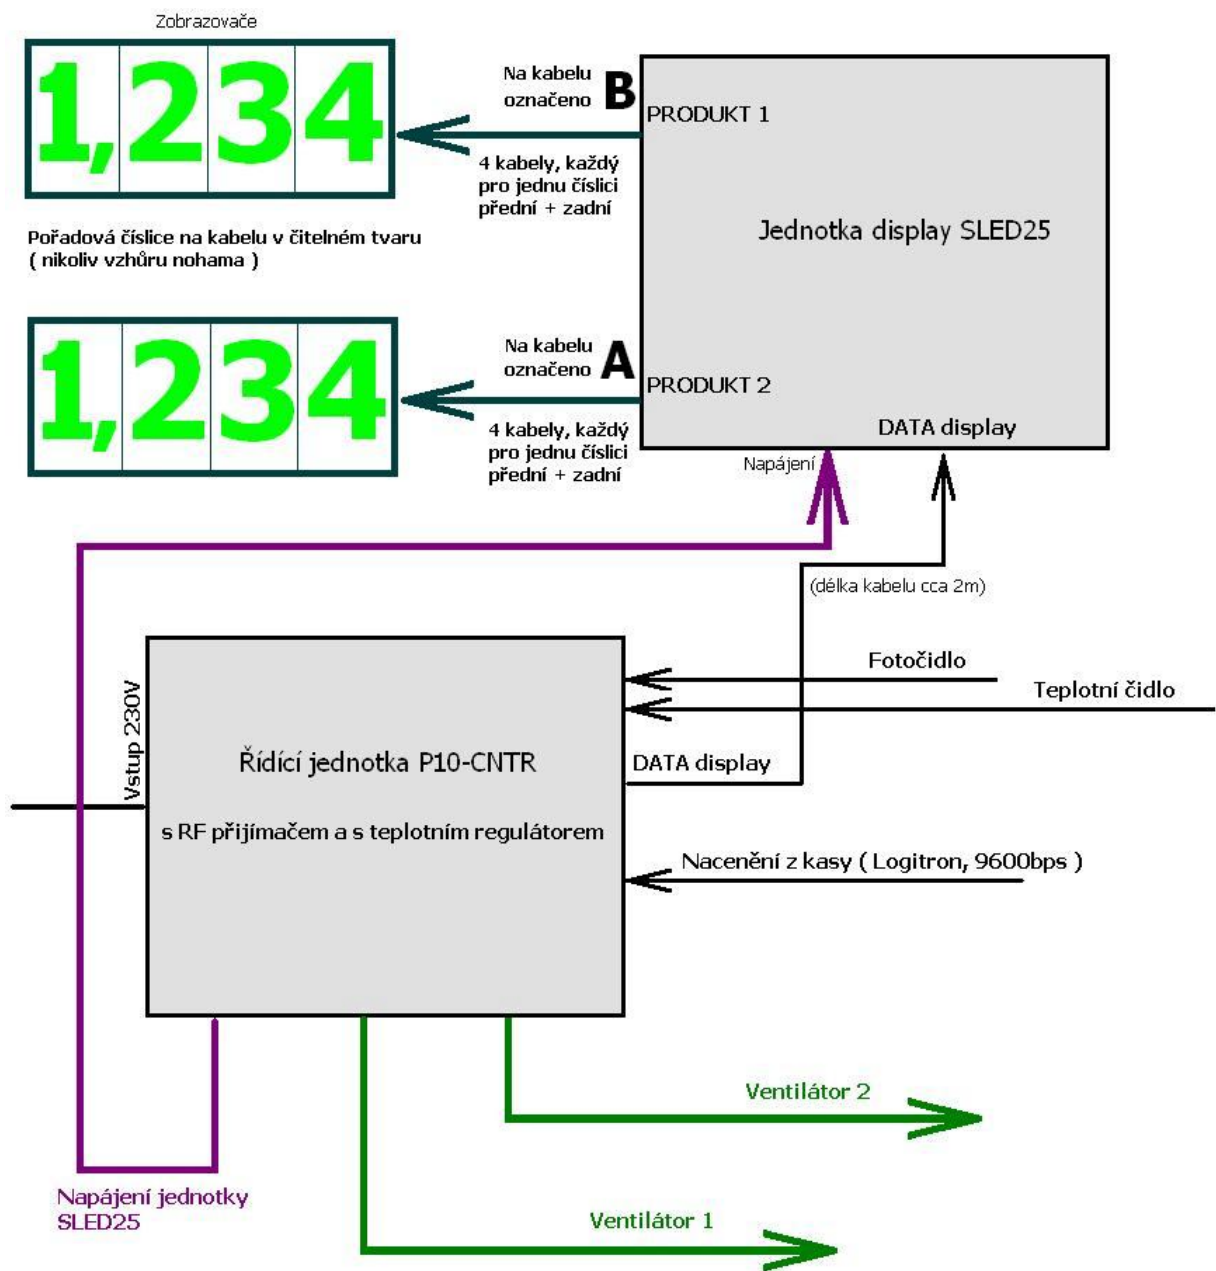 Zobrazovače
1,234
Na kabelu
označeno B
PRODUKT 1
4 kabely, každý
pro jednu číslici
přední + zadní
Jednotka display SLED25
Pořadová číslice na kabelu v čitelném tvaru
( nikoliv vzhůru nohama )
1,234
Na kabelu
označeno A
PRODUKT 2
4 kabely, každý
pro jednu číslici
přední + zadní
DATA display
Napájení
(délka kabelu cca 2m)
Fotočidlo
Teplotní čidlo
Vstup 230V
Řídící jednotka P10-CNTR
DATA display
s RF přijímačem a s teplotním regulátorem
Nacenění z kasy ( Logitron, 9600bps )
Ventilátor 2
Napájení jednotky
SLED25
Ventilátor 1